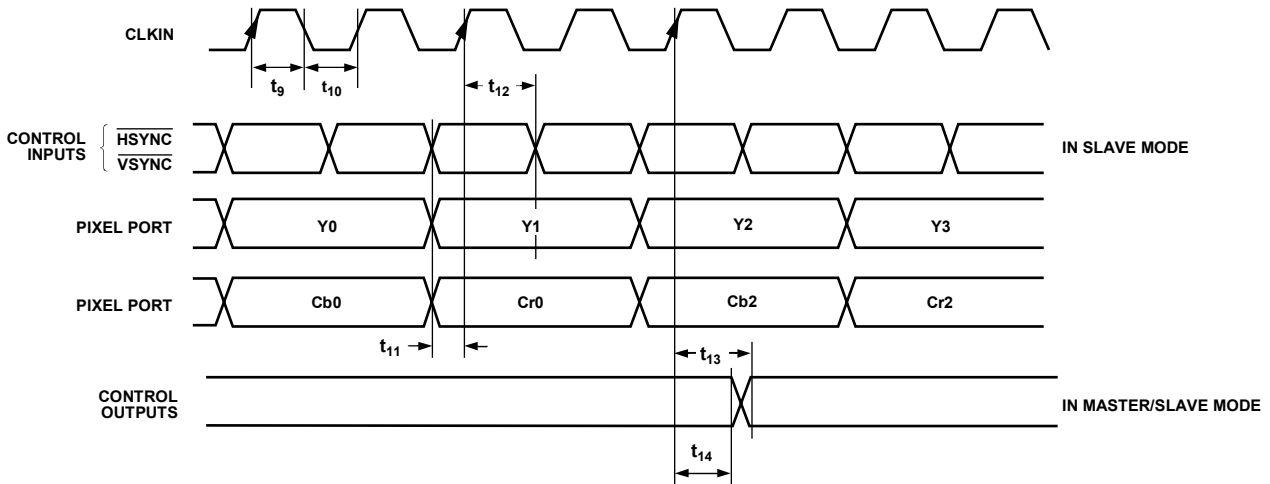 CLKIN
t9 t10 t12
CONTROL INPUTS HSYNC VSYNC IN SLAVE MODE
PIXEL PORT Y0 Y1 Y2 Y3
PIXEL PORT Cb0 Cr0 Cb2 Cr2
t11 t13
CONTROL OUTPUTS IN MASTER/SLAVE MODE
t14